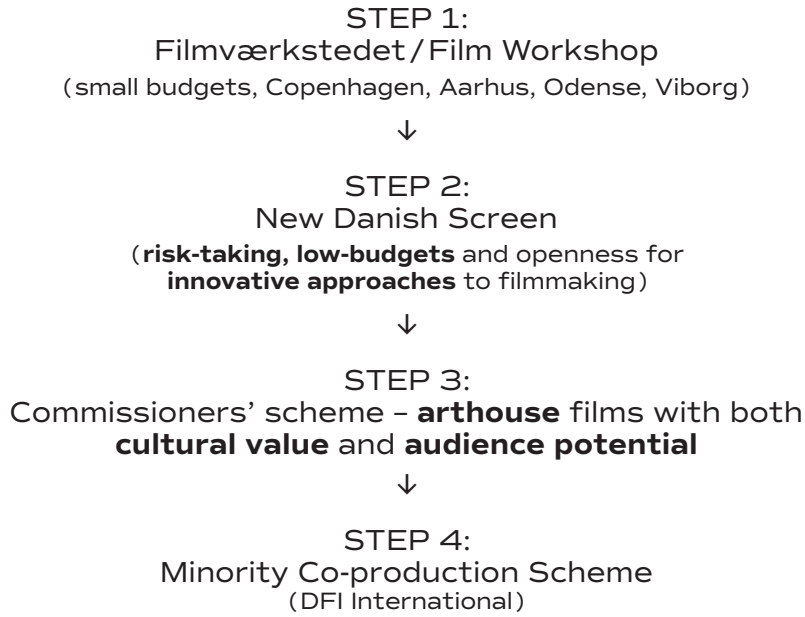 STEP 1:
Filmværkstedet/Film Workshop
(small budgets, Copenhagen, Aarhus, Odense, Viborg)
↓
STEP 2:
New Danish Screen
(risk-taking, low-budgets and openness for
innovative approaches to filmmaking)
↓
STEP 3:
Commissioners’ scheme – arthouse films with both
cultural value and audience potential
↓
STEP 4:
Minority Co-production Scheme
(DFI International)